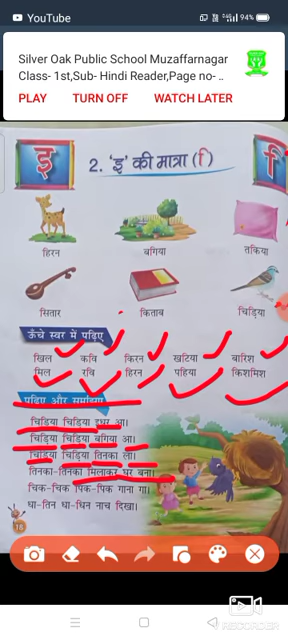 YouTube
94%
Silver Oak Public School Muzaffarnagar
Class- 1st,Sub- Hindi Reader,Page no- ..
PLAY TURN OFF WATCH LATER
इ
2. 'इ' की मात्रा (ि)
ि
हिरन बगिया तकिया
सितार किताब चिड़िया
ऊँचे स्वर में पढ़िए
खिल कवि किरन खटिया बारिश
मिल रवि हिरन पहिया किशमिश
पढ़िए और समझिए
चिड़िया चिड़िया इधर आ।
चिड़िया चिड़िया बगिया आ।
चिड़िया चिड़िया तिनका ला।
तिनका-तिनका मिलाकर घर बना।
चिक-चिक पिक-पिक गाना गा।
धा-तिन धा-धिन नाच दिखा।
18
RECORDER